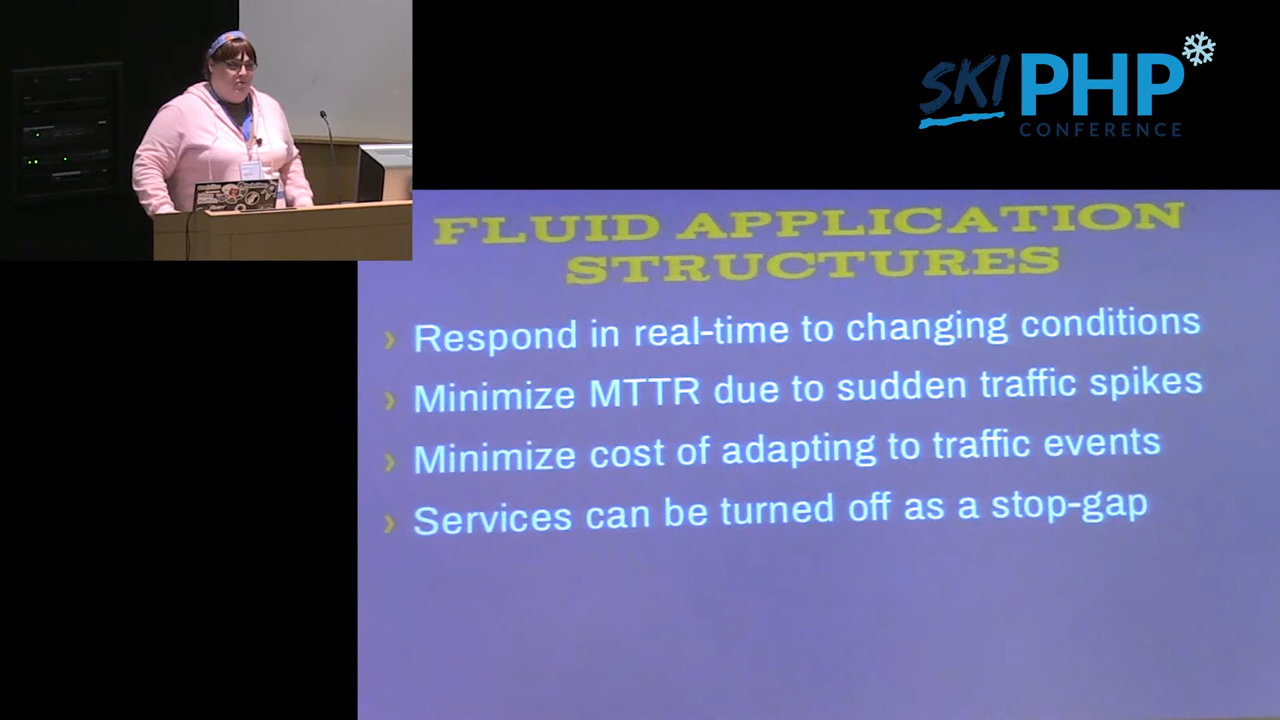 SKI PHP
CONFERENCE
FLUID APPLICATION
STRUCTURES
› Respond in real-time to changing conditions
› Minimize MTTR due to sudden traffic spikes
› Minimize cost of adapting to traffic events
› Services can be turned off as a stop-gap